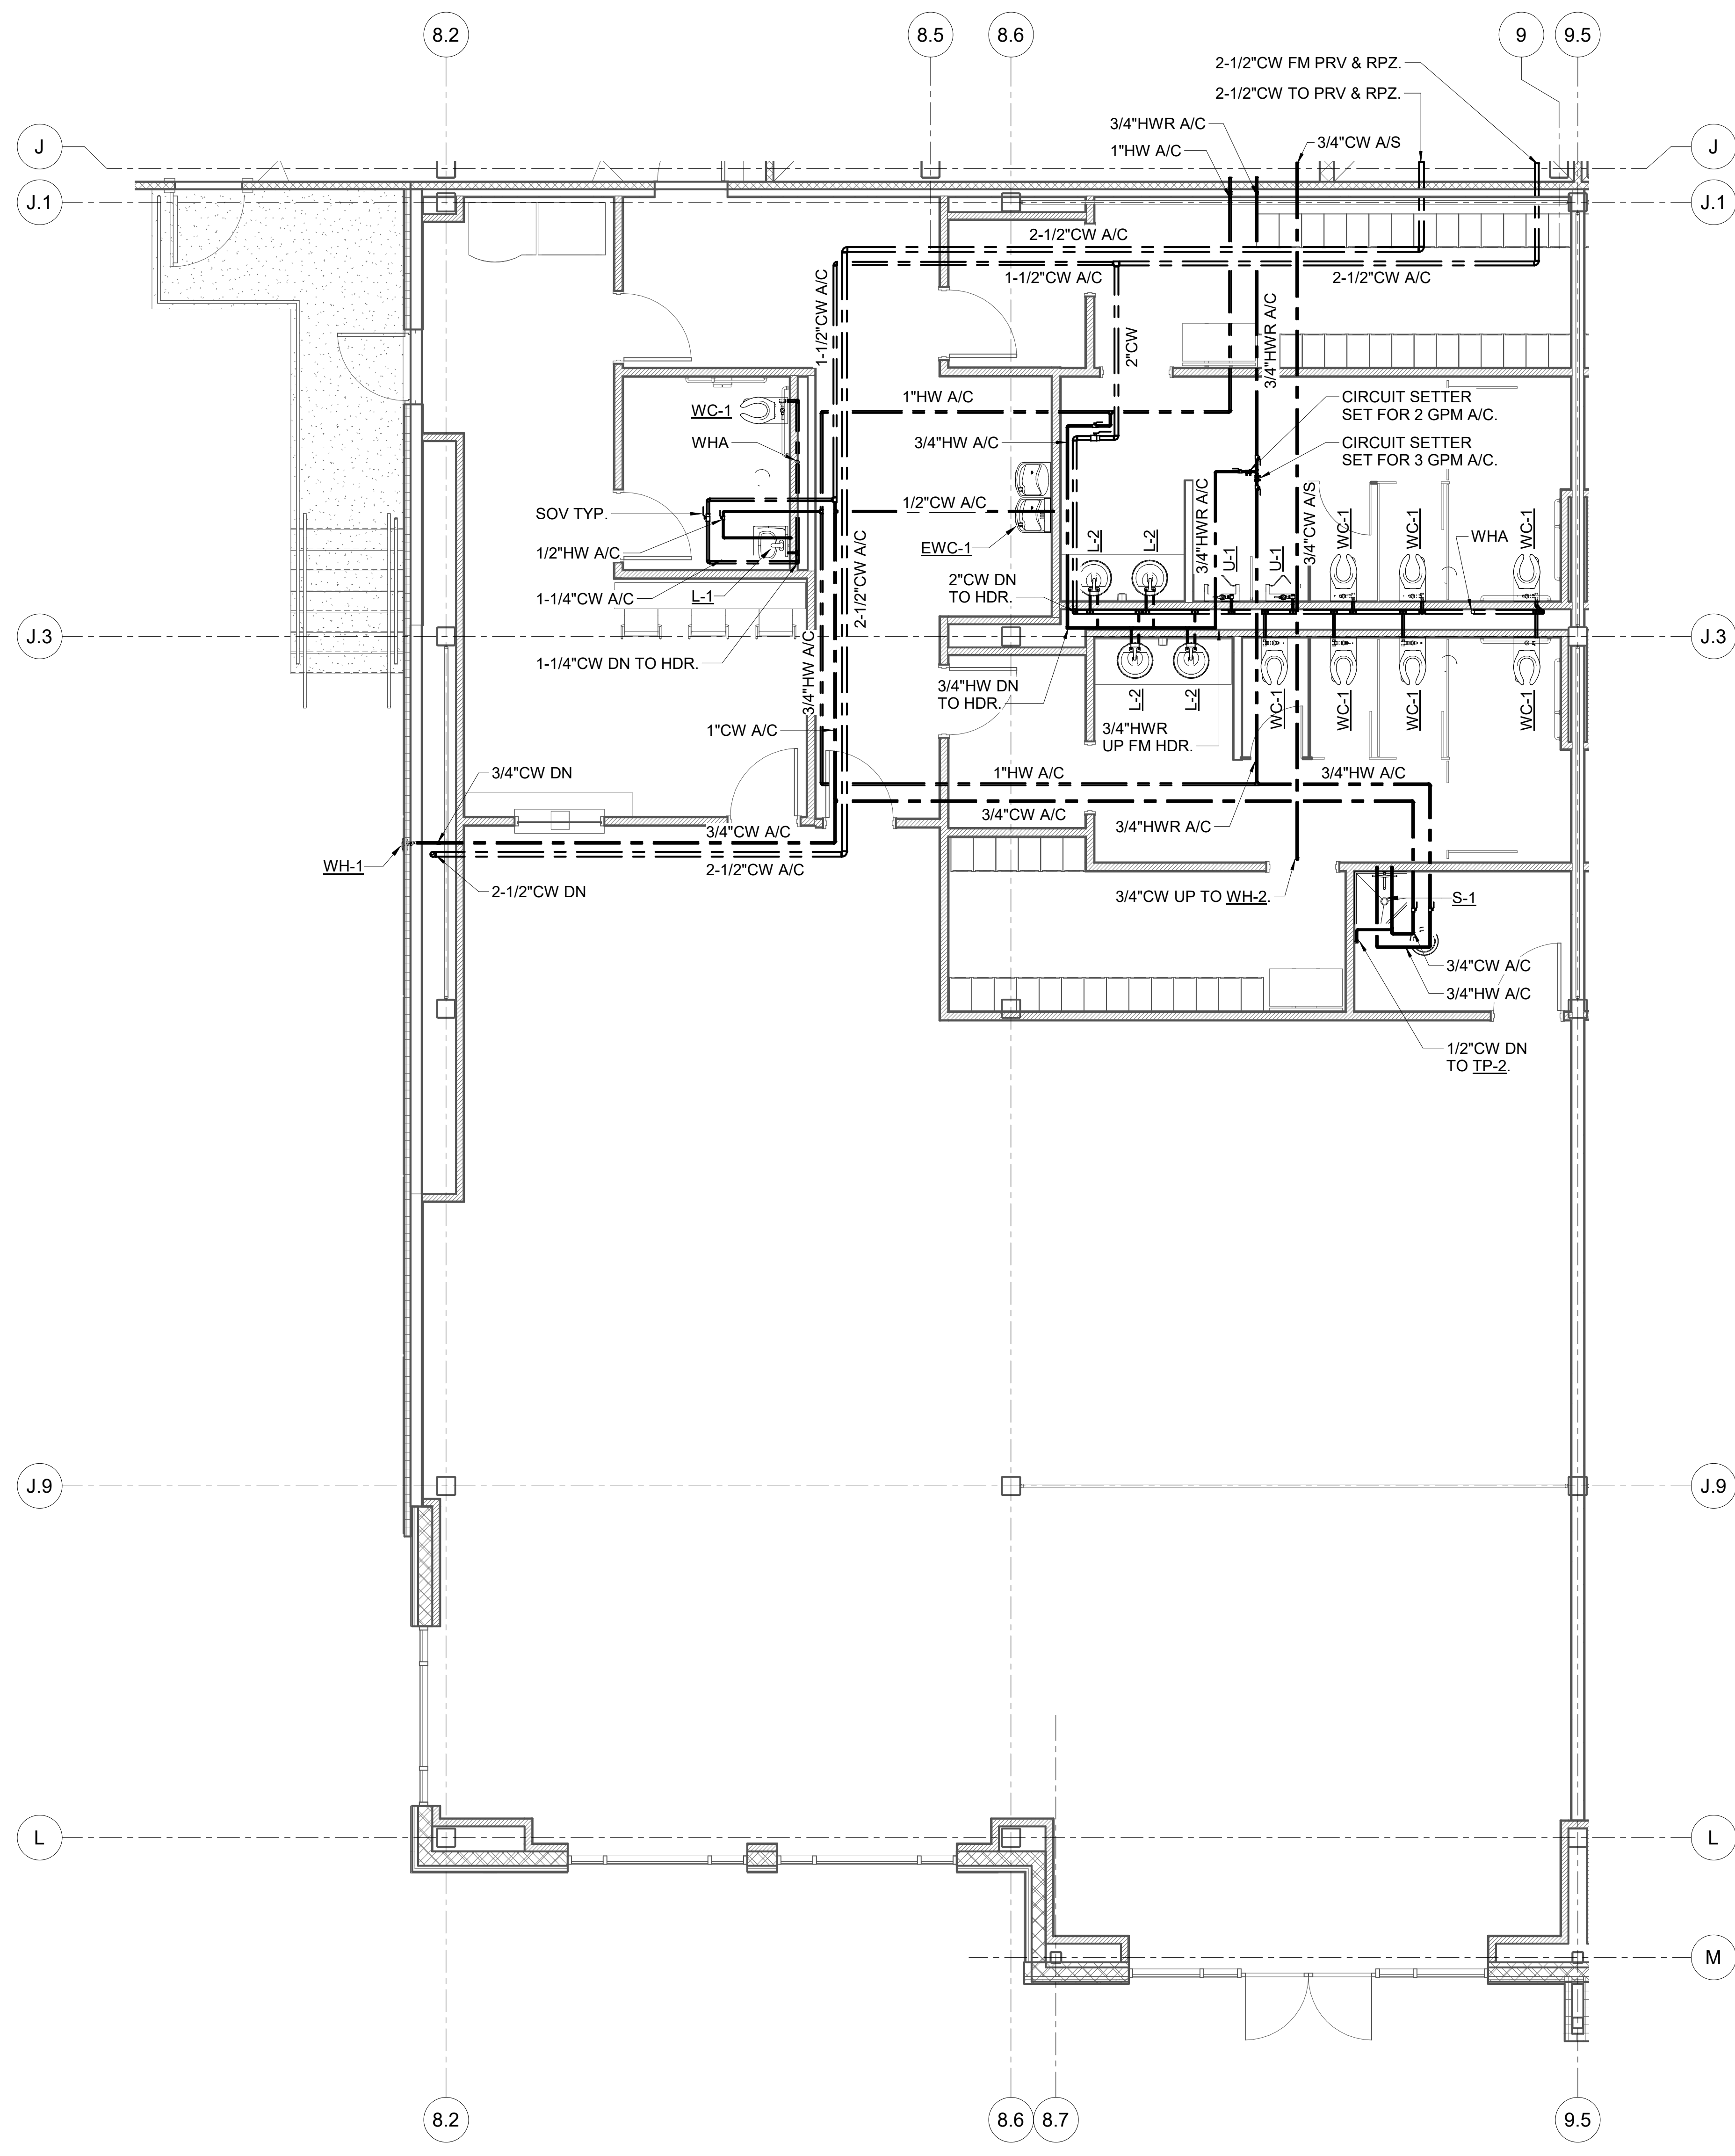 8.2
8.5
8.6
9
9.5
2-1/2"CW FM PRV & RPZ.
2-1/2"CW TO PRV & RPZ.
3/4"HWR A/C
3/4"CW A/S
1"HW A/C
J
J
J.1
J.1
2-1/2"CW A/C
1-1/2"CW A/C
2-1/2"CW A/C
1-1/2"CW A/C
2"CW
3/4"HWR A/C
CIRCUIT SETTER
SET FOR 2 GPM A/C.
1"HW A/C
WC-1
WHA
3/4"HW A/C
CIRCUIT SETTER
SET FOR 3 GPM A/C.
SOV TYP.
1/2"CW A/C
3/4"HWR A/C
3/4"CW A/S
1/2"HW A/C
EWC-1
L-2
L-2
U-1
U-1
WC-1
WC-1
WHA
WC-1
2-1/2"CW A/C
1-1/4"CW A/C
L-1
2"CW DN
TO HDR.
J.3
J.3
1-1/4"CW DN TO HDR.
3/4"HW A/C
3/4"HW DN
TO HDR.
L-2
L-2
WC-1
WC-1
WC-1
WC-1
1"CW A/C
3/4"HWR
UP FM HDR.
3/4"CW DN
1"HW A/C
3/4"HW A/C
3/4"CW A/C
3/4"CW A/C
3/4"HWR A/C
WH-1
2-1/2"CW A/C
2-1/2"CW DN
3/4"CW UP TO WH-2.
S-1
3/4"CW A/C
3/4"HW A/C
1/2"CW DN
TO TP-2.
J.9
J.9
L
L
M
8.2
8.6
8.7
9.5